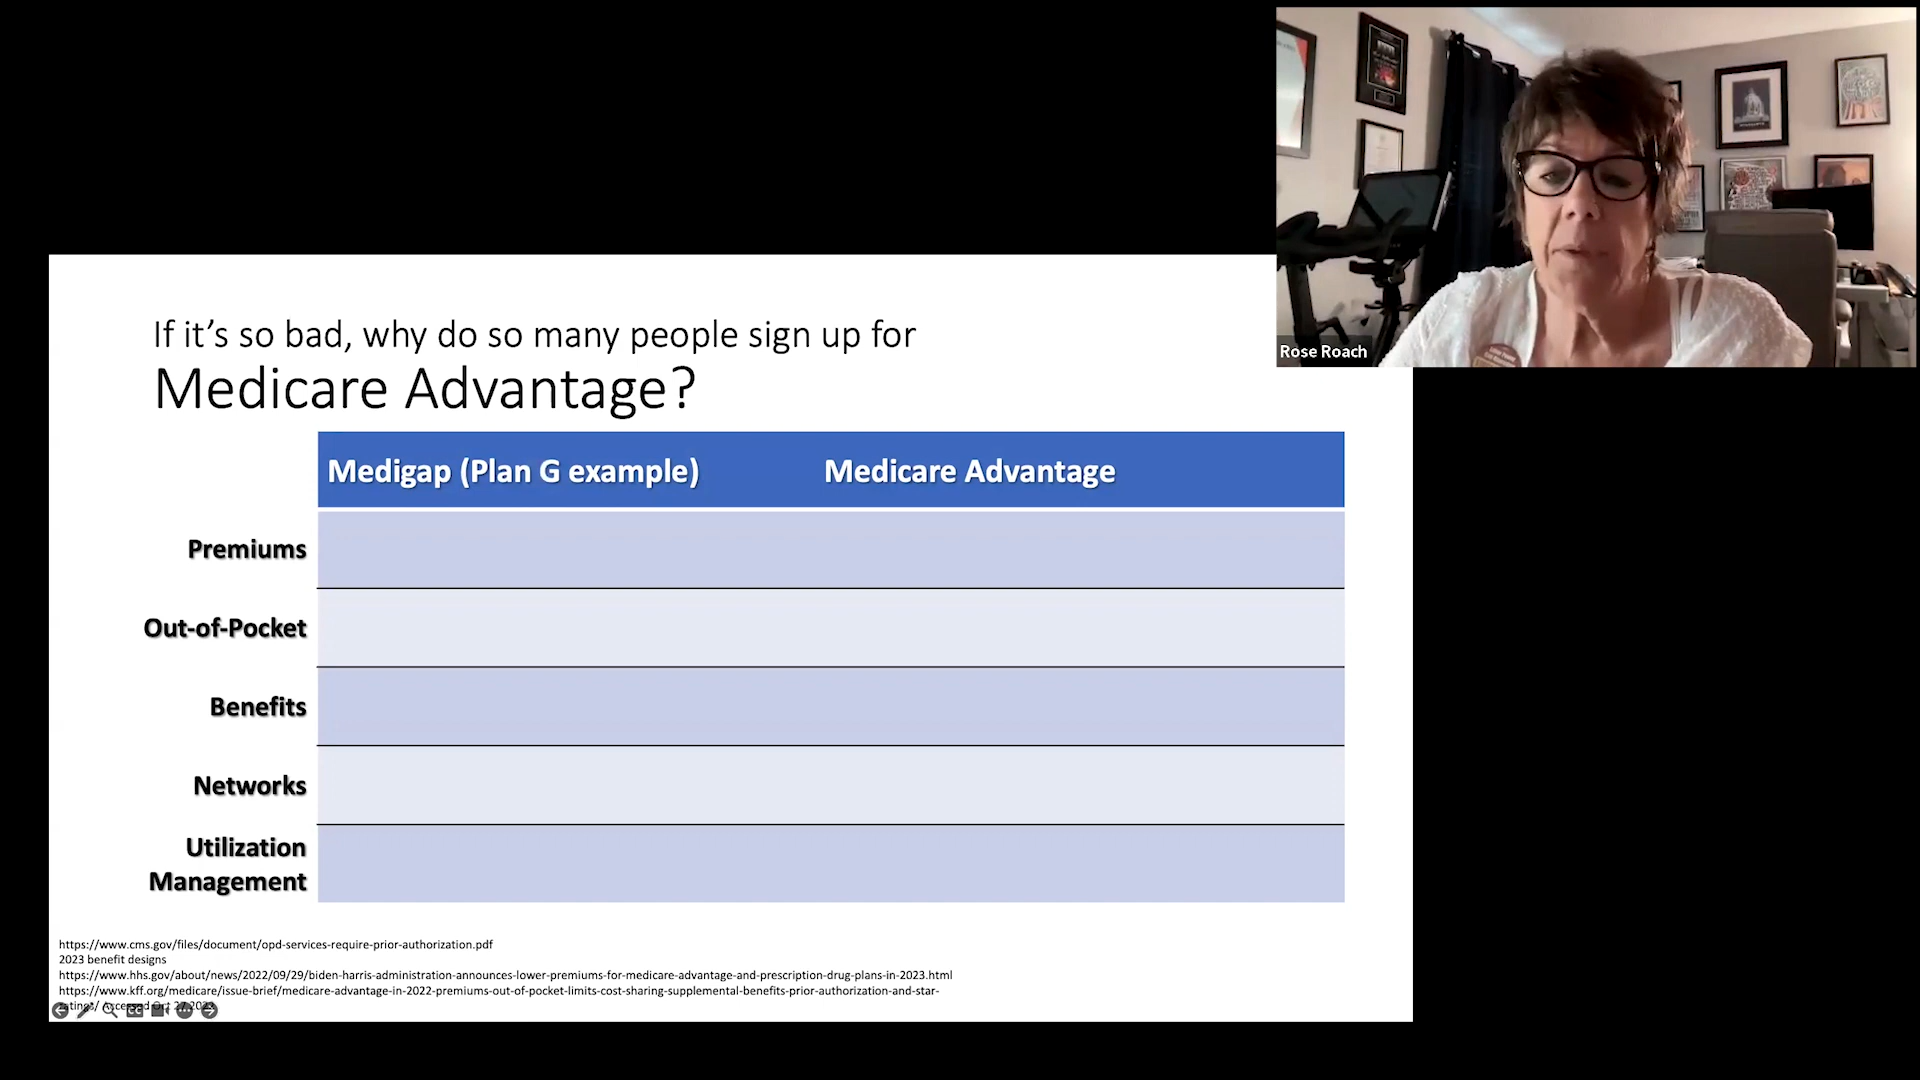 Rose Roach
If it's so bad, why do so many people sign up for
Medicare Advantage?
Medigap (Plan G example) Medicare Advantage
Premiums
Out-of-Pocket
Benefits
Networks
Utilization
Management
https://www.cms.gov/files/document/opd-services-require-prior-authorization.pdf
2023 benefit designs
https://www.hhs.gov/about/news/2022/09/29/biden-harris-administration-announces-lower-premiums-for-medicare-advantage-and-prescription-drug-plans-in-2023.html
https://www.kff.org/medicare/issue-brief/medicare-advantage-in-2022-premiums-out-of-pocket-limits-cost-sharing-supplemental-benefits-prior-authorization-and-star-
ratings/ Accessed Oct